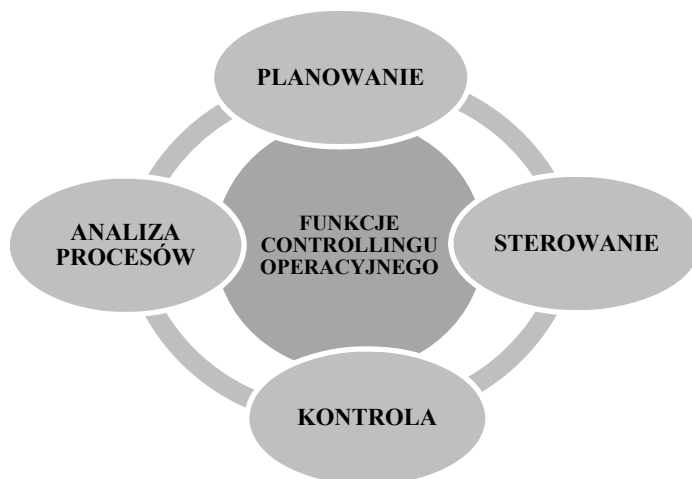 PLANOWANIE
ANALIZA
PROCESÓW
FUNKCJE
CONTROLLINGU
OPERACYJNEGO
STEROWANIE
KONTROLA